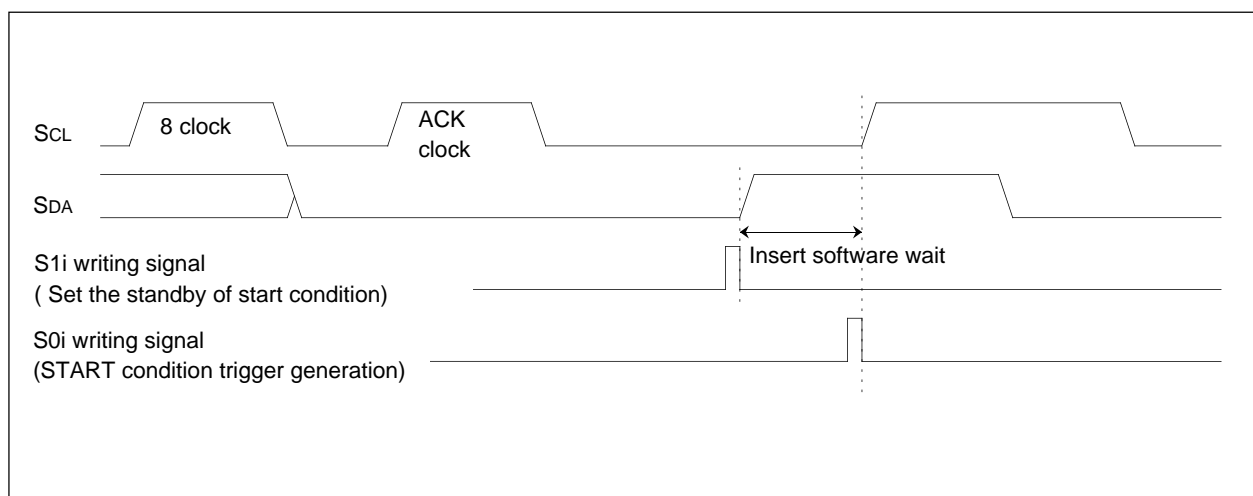 SCL
8 clock
ACK
clock
SDA
Insert software wait
S1i writing signal
( Set the standby of start condition)
S0i writing signal
(START condition trigger generation)